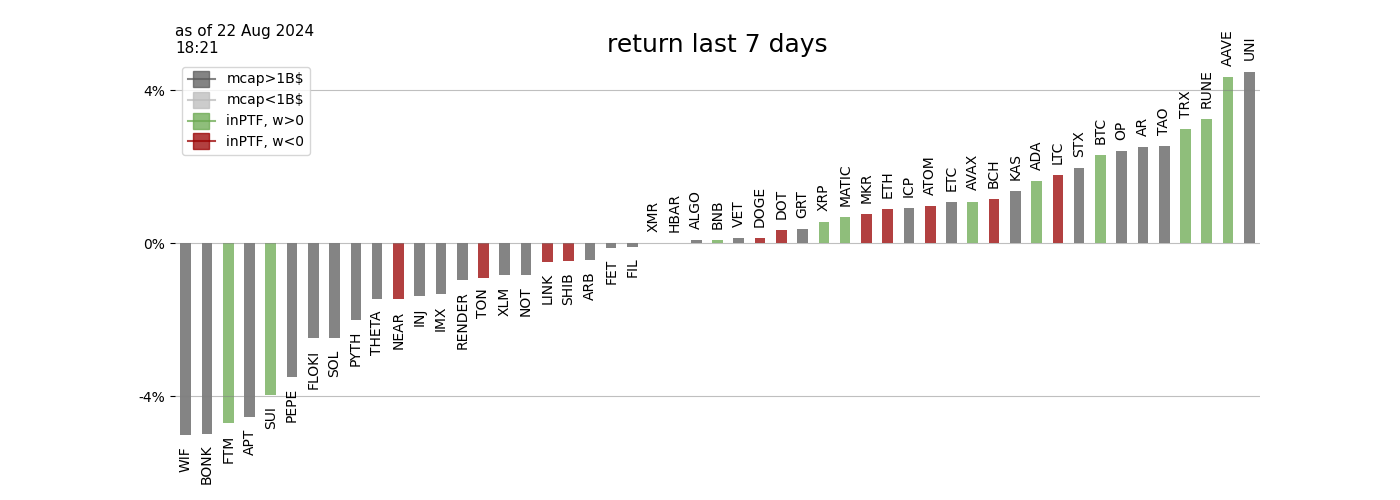 as of 22 Aug 2024
18:21
return last 7 days
mcap>1B$
mcap<1B$
inPTF, w>0
inPTF, w<0
4%
0%
-4%
WIF
BONK
FTM
APT
SUI
PEPE
FLOKI
SOL
PYTH
THETA
NEAR
INJ
IMX
RENDER
TON
XLM
NOT
LINK
SHIB
ARB
FET
FIL
XMR
HBAR
ALGO
BNB
VET
DOGE
DOT
GRT
XRP
MATIC
MKR
ETH
ICP
ATOM
ETC
AVAX
BCH
KAS
ADA
LTC
STX
BTC
OP
AR
TAO
TRX
RUNE
AAVE
UNI